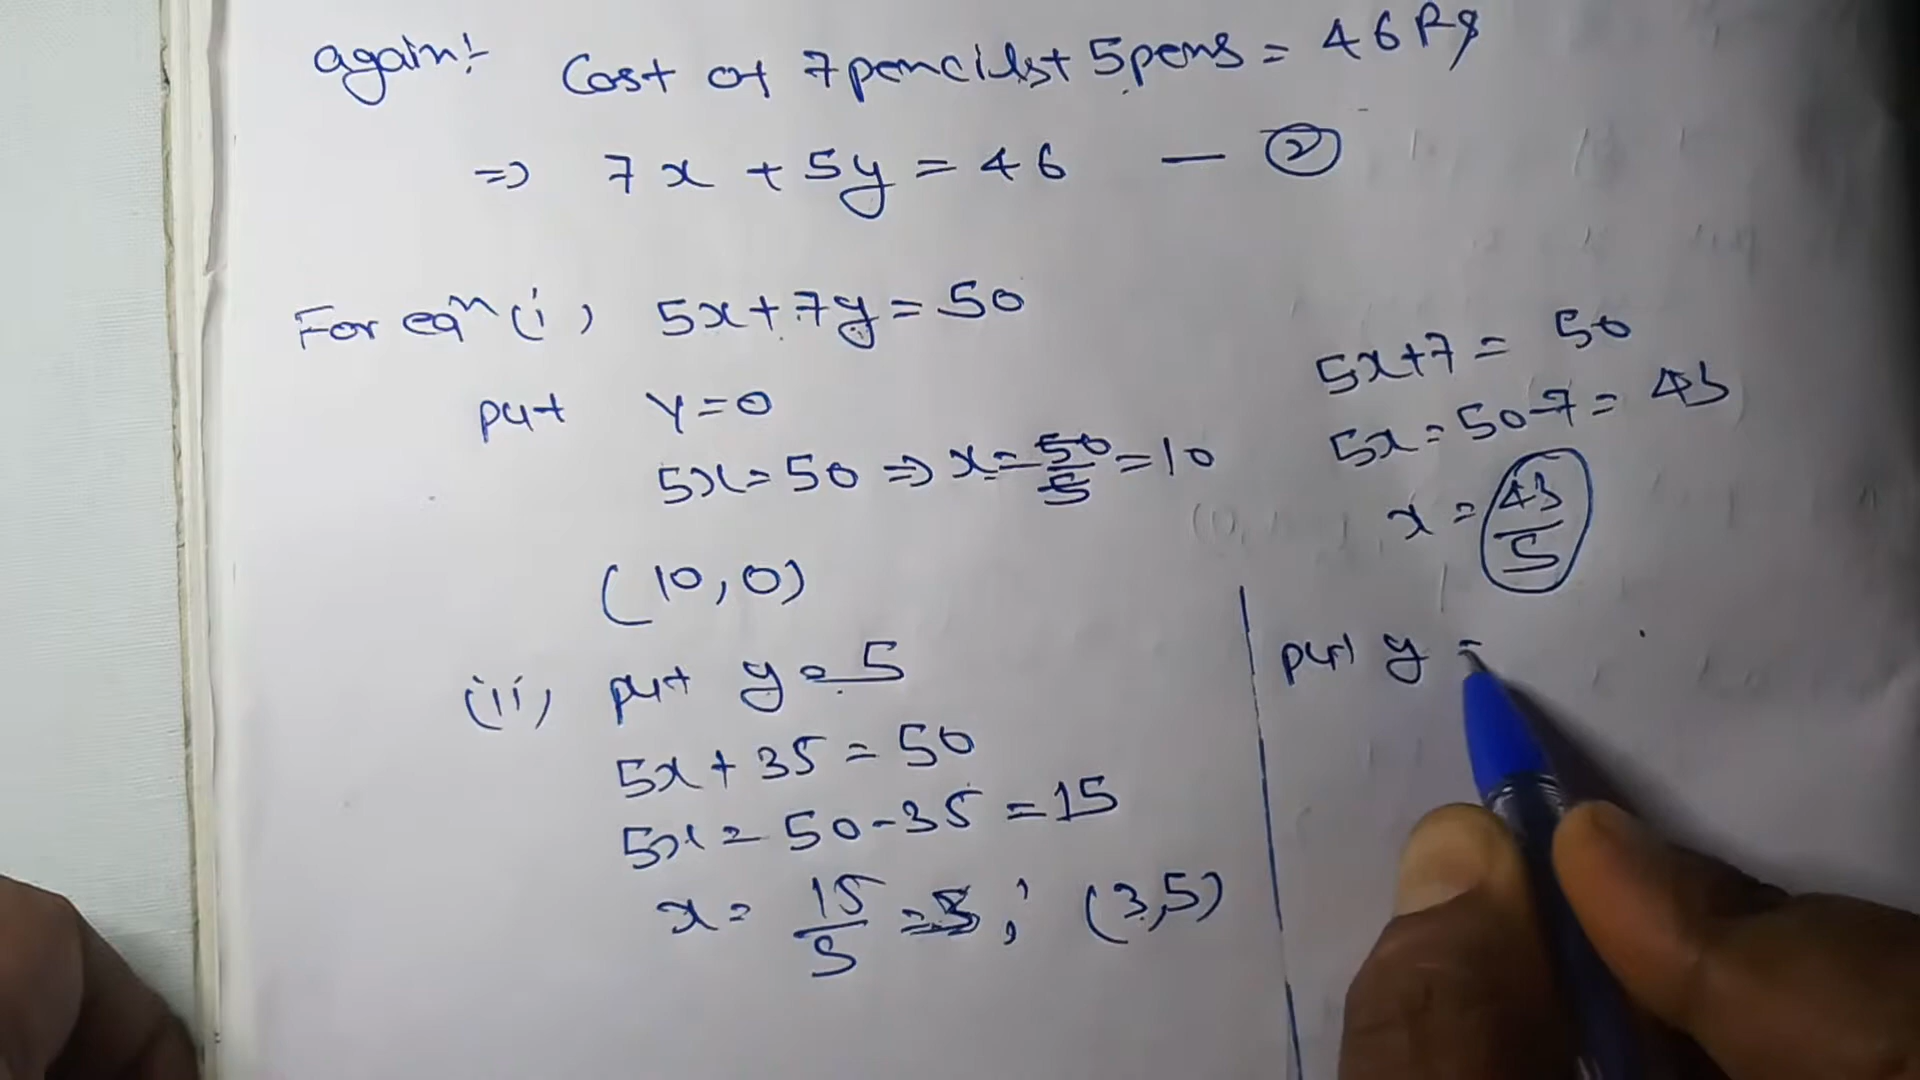 again:- Cost of 7 pencils + 5 pens = 46 Rs
=> 7x + 5y = 46 — ②
For eqⁿ (i), 5x + 7y = 50
put y = 0
5x = 50 => x = 50/5 = 10
(10, 0)
(ii) put y = 5
5x + 35 = 50
5x = 50 - 35 = 15
x = 15/5 = 3 ; (3, 5)
5x + 7 = 50
5x = 50 - 7 = 43
x = 43/5
put y =